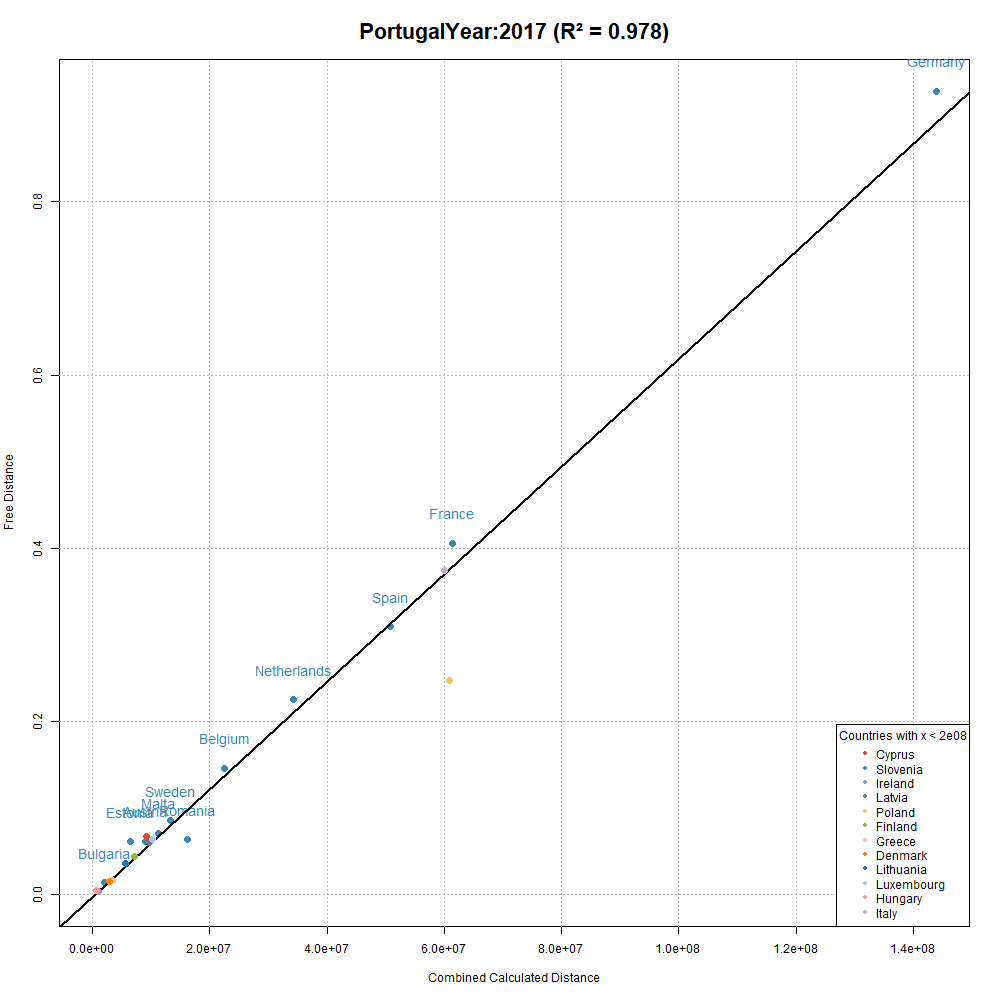 PortugalYear:2017 (R² = 0.978)
Germany
France
Spain
Netherlands
Belgium
Sweden
Malta
Estonia
Austria
Romania
Bulgaria
Free Distance
0.0
0.2
0.4
0.6
0.8
0.0e+00
2.0e+07
4.0e+07
6.0e+07
8.0e+07
1.0e+08
1.2e+08
1.4e+08
Combined Calculated Distance
Countries with x < 2e08
Cyprus
Slovenia
Ireland
Latvia
Poland
Finland
Greece
Denmark
Lithuania
Luxembourg
Hungary
Italy